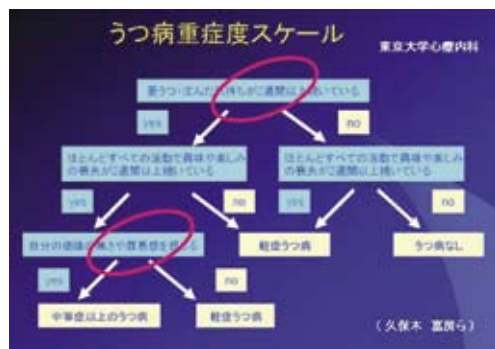 うつ病重症度スケール
東京大学心療内科
憂うつ・沈んだ気持ちが2週間以上続いている
yes
no
ほとんどすべての活動で興味や楽しみ
の喪失が2週間以上続いている
ほとんどすべての活動で興味や楽しみ
の喪失が2週間以上続いている
yes
no
yes
no
自分の価値の無さや罪悪感を感じる
軽症うつ病
うつ病なし
yes
no
中等症以上のうつ病
軽症うつ病
（久保木 富房ら）